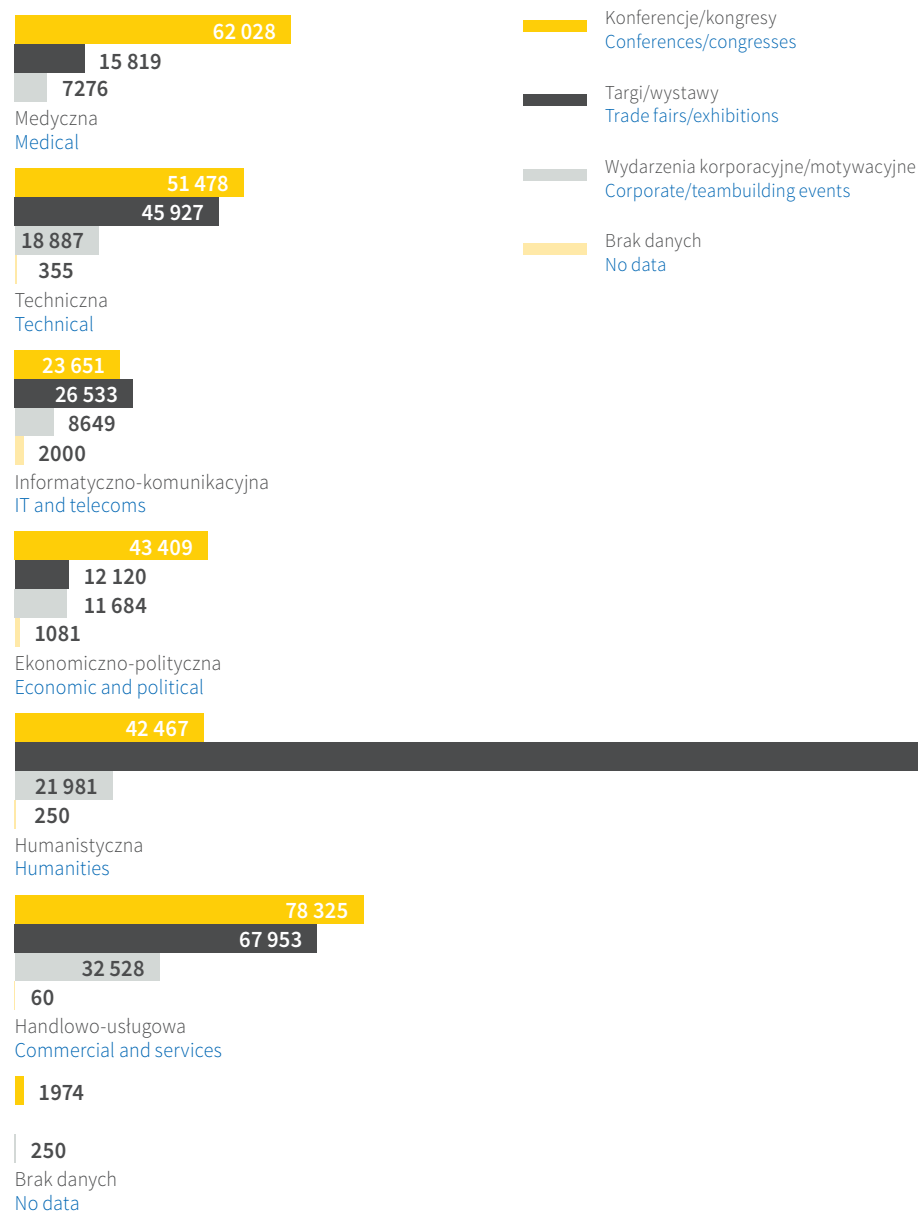 62 028
15 819
7276
Medyczna
Medical
51 478
45 927
18 887
355
Techniczna
Technical
23 651
26 533
8649
2000
Informatyczno-komunikacyjna
IT and telecoms
43 409
12 120
11 684
1081
Ekonomiczno-polityczna
Economic and political
42 467
21 981
250
Humanistyczna
Humanities
78 325
67 953
32 528
60
Handlowo-usługowa
Commercial and services
1974
250
Brak danych
No data
Konferencje/kongresy
Conferences/congresses
Targi/wystawy
Trade fairs/exhibitions
Wydarzenia korporacyjne/motywacyjne
Corporate/teambuilding events
Brak danych
No data